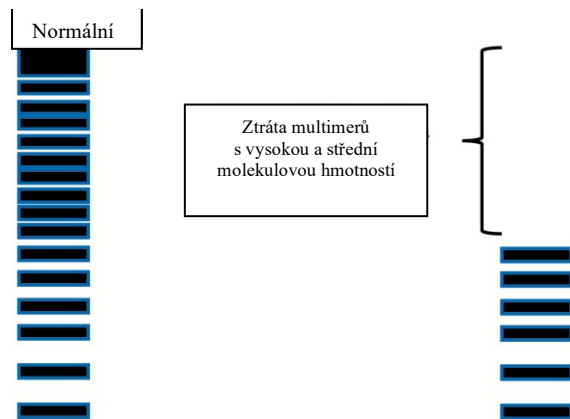 Normální
Ztráta multimerů
s vysokou a střední
molekulovou hmotností